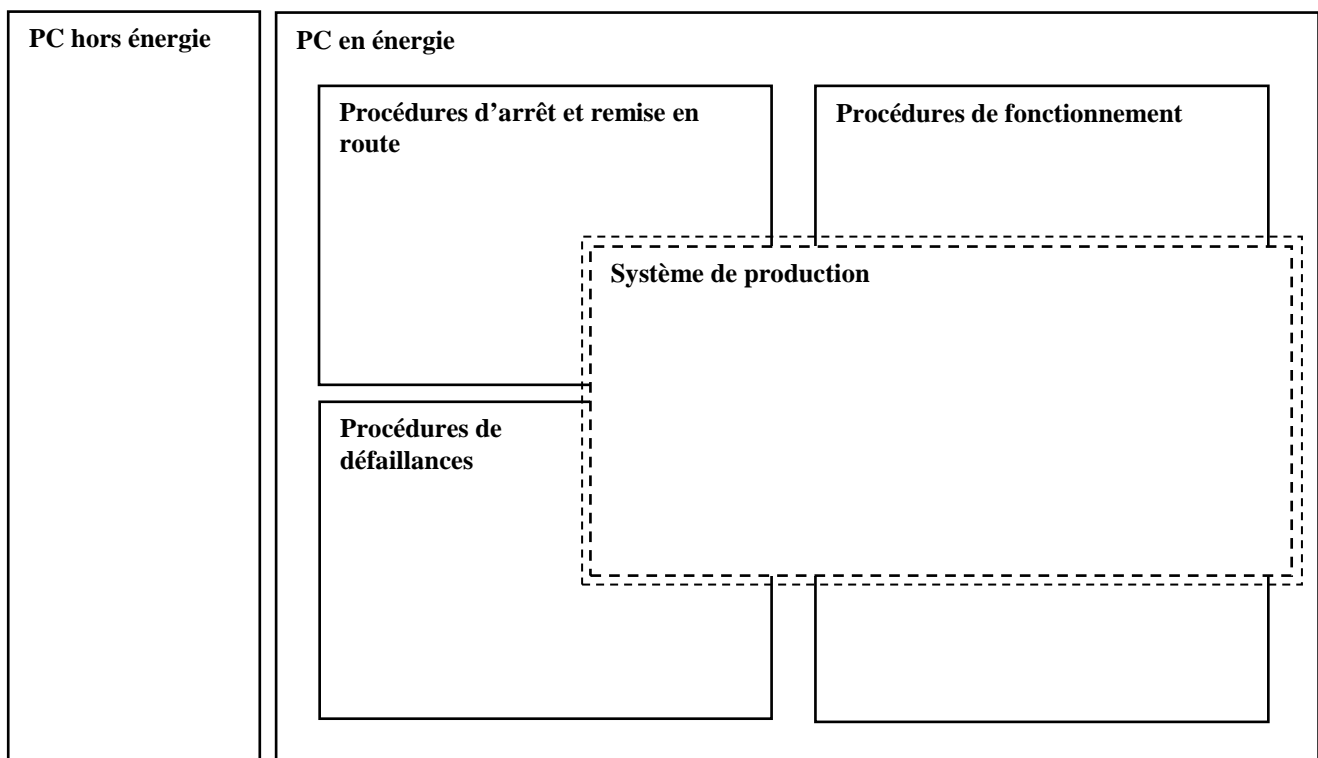 PC hors énergie
PC en énergie
Procédures d'arrêt et remise en
route
Procédures de fonctionnement
Système de production
Procédures de
défaillances